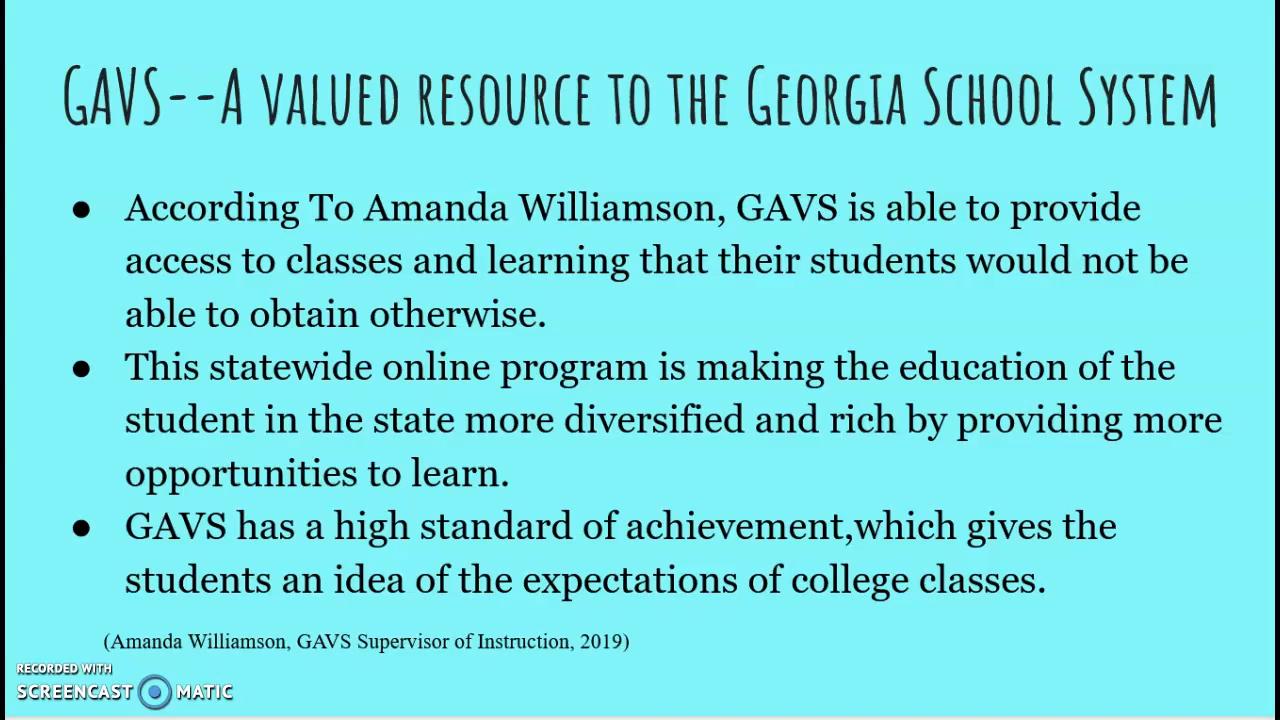 GAVS--A VALUED RESOURCE TO THE GEORGIA SCHOOL SYSTEM
● According To Amanda Williamson, GAVS is able to provide
access to classes and learning that their students would not be
able to obtain otherwise.
● This statewide online program is making the education of the
student in the state more diversified and rich by providing more
opportunities to learn.
● GAVS has a high standard of achievement,which gives the
students an idea of the expectations of college classes.
(Amanda Williamson, GAVS Supervisor of Instruction, 2019)
RECORDED WITH
SCREENCAST MATIC